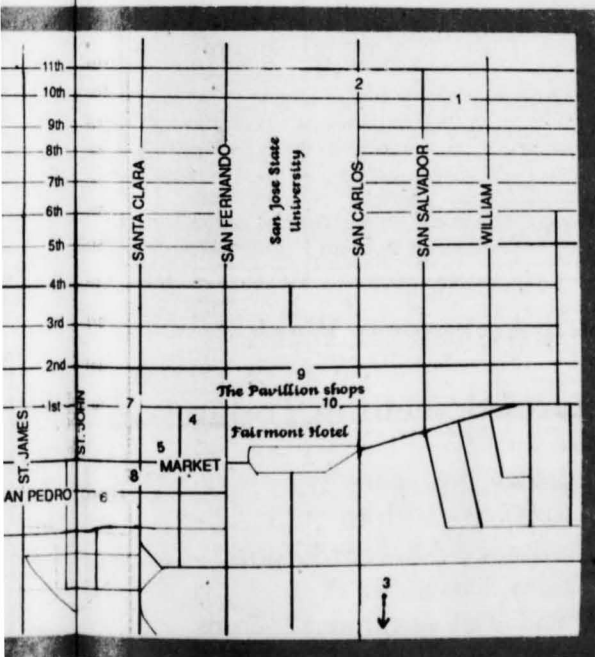 11th
2
10th
1
9th
8th
7th
6th
5th
4th
3rd
2nd
1st
SANTA CLARA
SAN FERNANDO
San Jose State
University
SAN CARLOS
SAN SALVADOR
WILLIAM
9
The Pavillion shops
7
10
4
ST. JAMES
ST. JOHN
Fairmont Hotel
5
MARKET
8
AN PEDRO
6
3